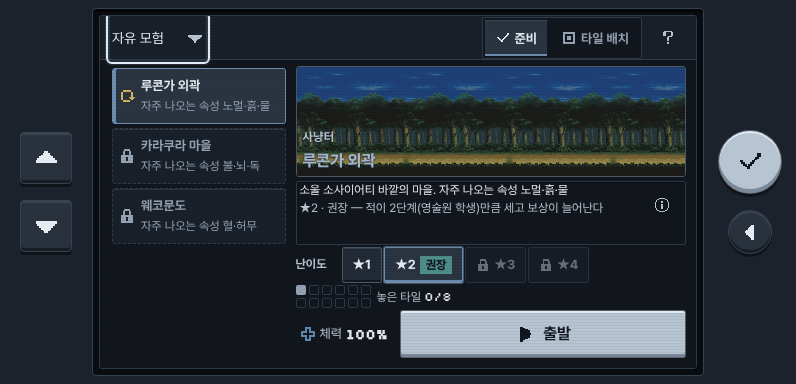 자유 모험
준비
타일 배치
?
루콘가 외곽
자주 나오는 속성 노멀·흙·물
카라쿠라 마을
자주 나오는 속성 불·뇌·독
웨코문도
자주 나오는 속성 혈·허무
사냥터
루콘가 외곽
소울 소사이어티 바깥의 마을. 자주 나오는 속성 노멀·흙·물
★2 · 권장 — 적이 2단계(영술원 학생)만큼 세고 보상이 늘어난다
난이도
★1
★2 권장
★3
★4
놓은 타일 0/8
체력 100%
출발